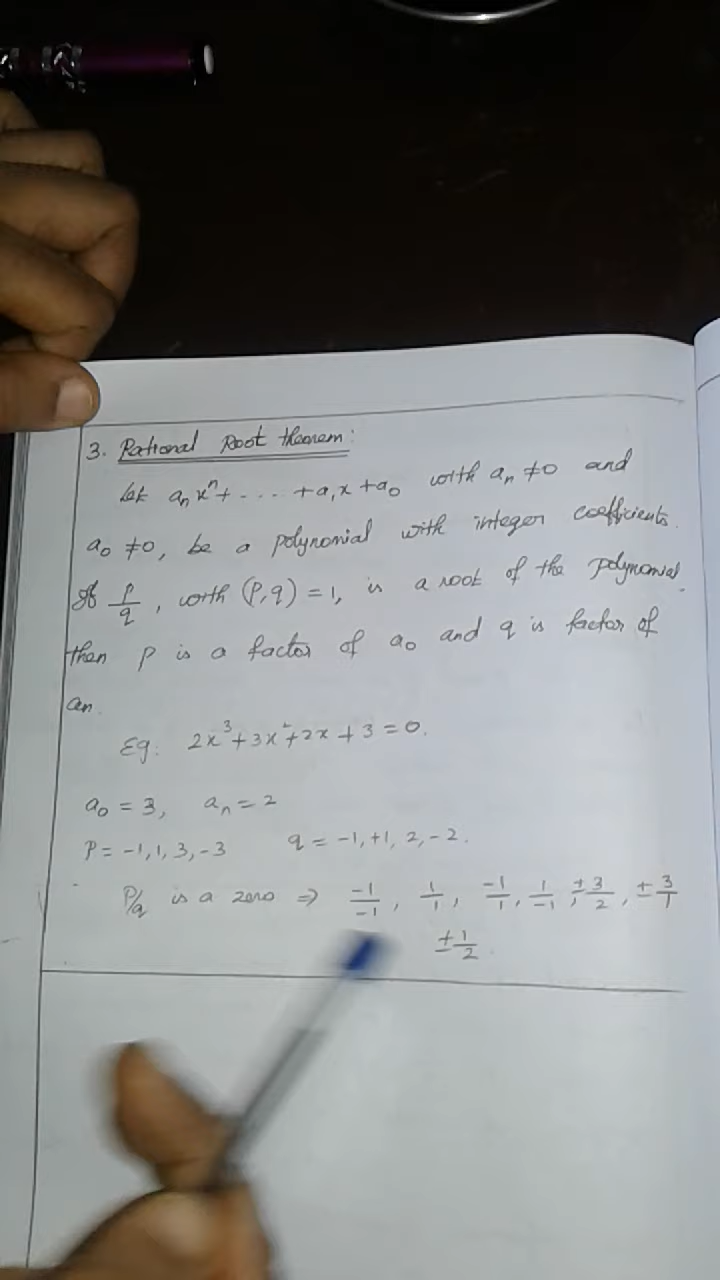 3. Rational Root theorem:
Let aₙxⁿ + .... + a₁x + a₀ with aₙ ≠ 0 and
a₀ ≠ 0, be a polynomial with integer coefficients.
If p/q, with (p,q) = 1, is a root of the polynomial,
then p is a factor of a₀ and q is factor of
an.
Eg: 2x³ + 3x² + 2x + 3 = 0.
a₀ = 3, aₙ = 2
P = -1, 1, 3, -3 q = -1, +1, 2, -2.
P/q is a zero ⇒ -1/-1, 1/1, -1/1, 1/-1, ±3/2, ±3/1
±1/2.